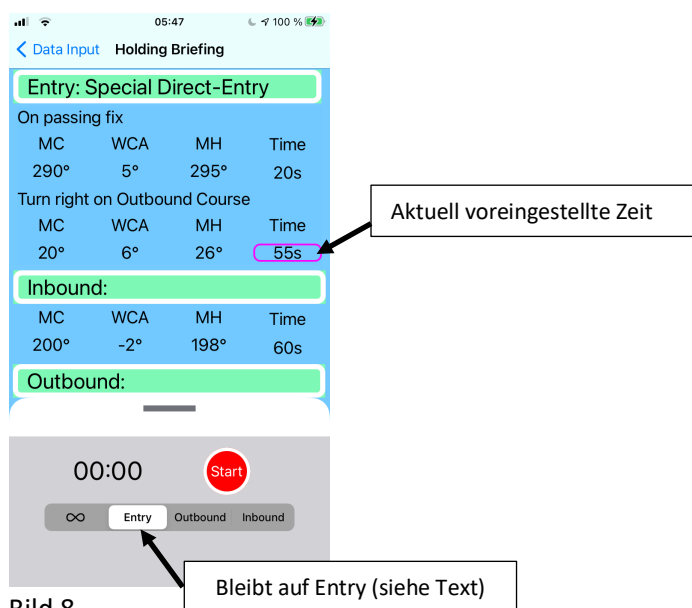 05:47 100 %
Data Input Holding Briefing
Entry: Special Direct-Entry
On passing fix
MC WCA MH Time
290° 5° 295° 20s
Turn right on Outbound Course
MC WCA MH Time
20° 6° 26° 55s
Aktuell voreingestellte Zeit
Inbound:
MC WCA MH Time
200° -2° 198° 60s
Outbound:
00:00 Start
∞ Entry Outbound Inbound
Bleibt auf Entry (siehe Text)
Bild 8